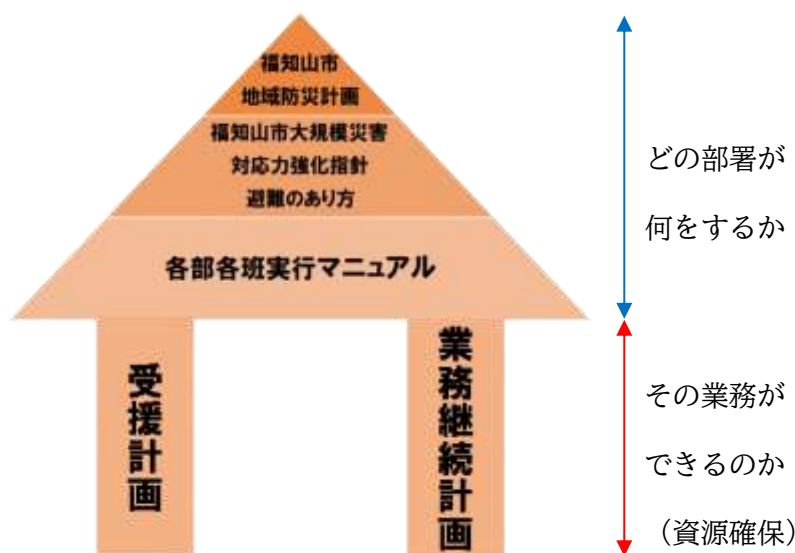 福知山市
地域防災計画
福知山市大規模災害
対応力強化指針
避難のあり方
各部各班実行マニュアル
受援計画
業務継続計画
どの部署が
何をするか
その業務が
できるのか
（資源確保）